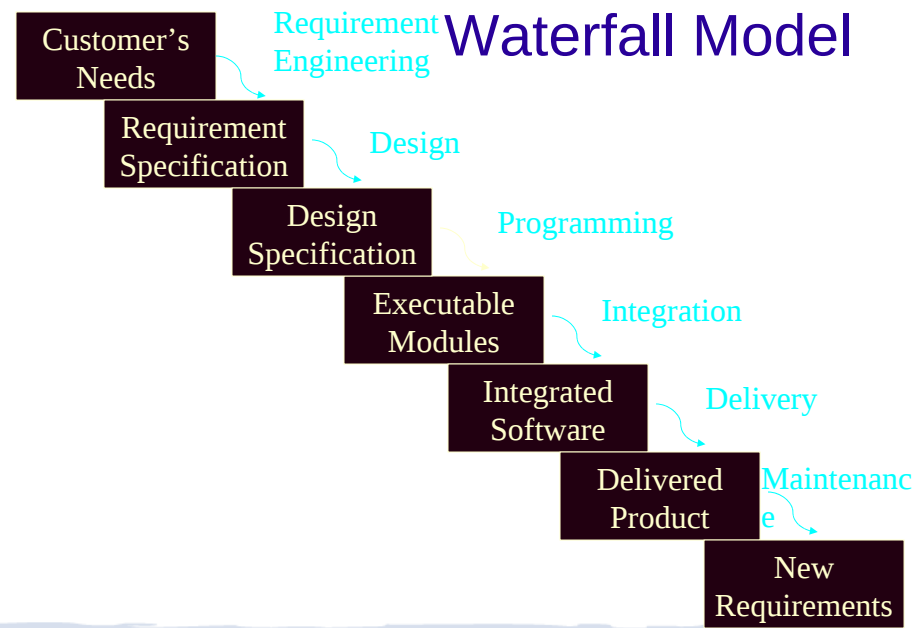 Waterfall Model
Customer's
Needs
Requirement
Engineering
Requirement
Specification
Design
Design
Specification
Programming
Executable
Modules
Integration
Integrated
Software
Delivery
Delivered
Product
Maintenanc
e
New
Requirements